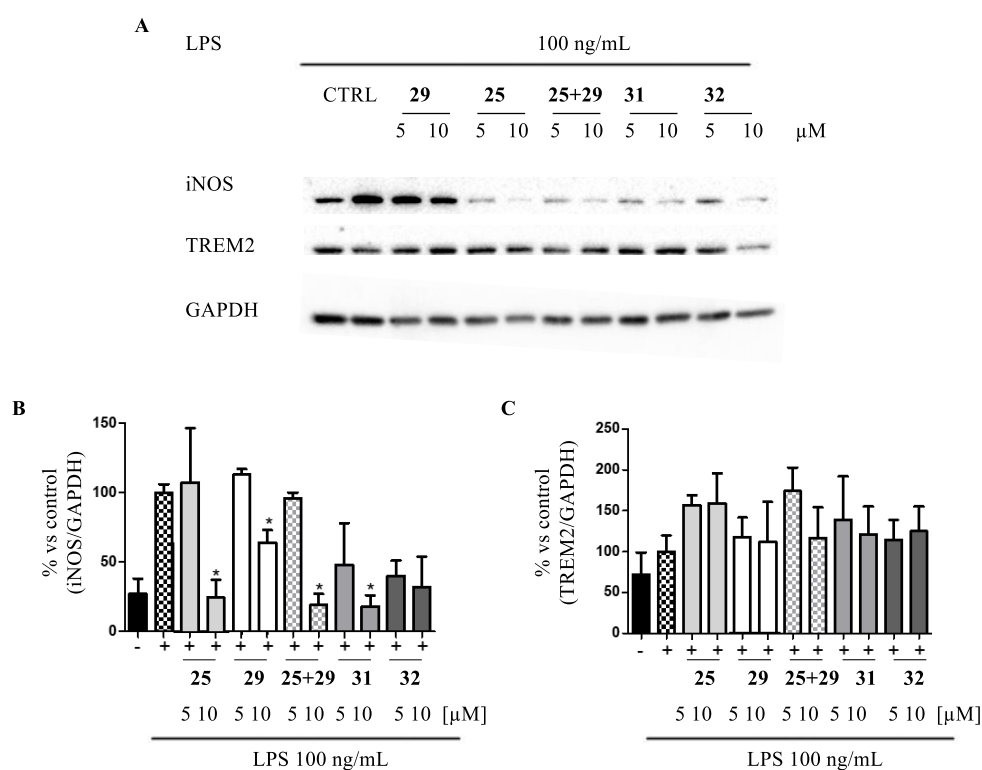 A
LPS 100 ng/mL
CTRL 29 25 25+29 31 32
5 10 5 10 5 10 5 10 5 10 µM
iNOS
TREM2
GAPDH
B
% vs control
(iNOS/GAPDH)
150
100
50
0
* * * *
- + + + + + + + + + + +
25 29 25+29 31 32
5 10 5 10 5 10 5 10 5 10 [µM]
LPS 100 ng/mL
C
% vs control
(TREM2/GAPDH)
250
200
150
100
50
0
- + + + + + + + + + + +
25 29 25+29 31 32
5 10 5 10 5 10 5 10 5 10 [µM]
LPS 100 ng/mL